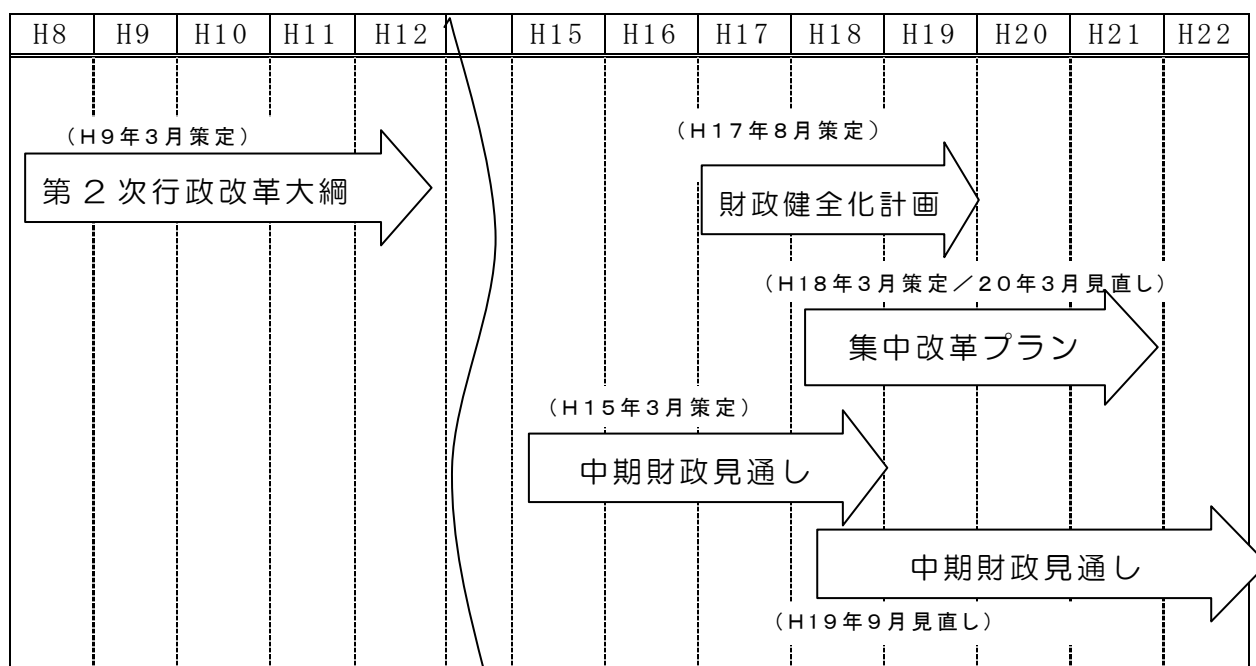 H8 H9 H10 H11 H12 H15 H16 H17 H18 H19 H20 H21 H22
（H9年3月策定）
第２次行政改革大綱
（H17年8月策定）
財政健全化計画
（H18年3月策定／20年3月見直し）
集中改革プラン
（H15年3月策定）
中期財政見通し
中期財政見通し
（H19年9月見直し）